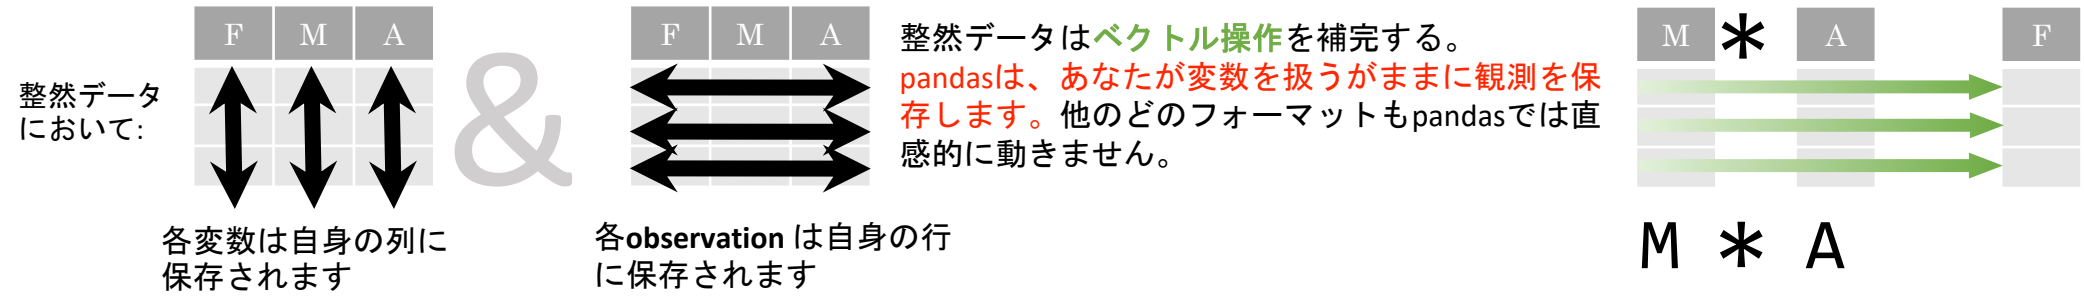 整然データ
において:
F M A
各変数は自身の列に
保存されます
&
F M A
各observation は自身の行
に保存されます
整然データはベクトル操作を補完する。
pandasは、あなたが変数を扱うがままに観測を保
存します。他のどのフォーマットもpandasでは直
感的に動きません。
M * A F
M * A